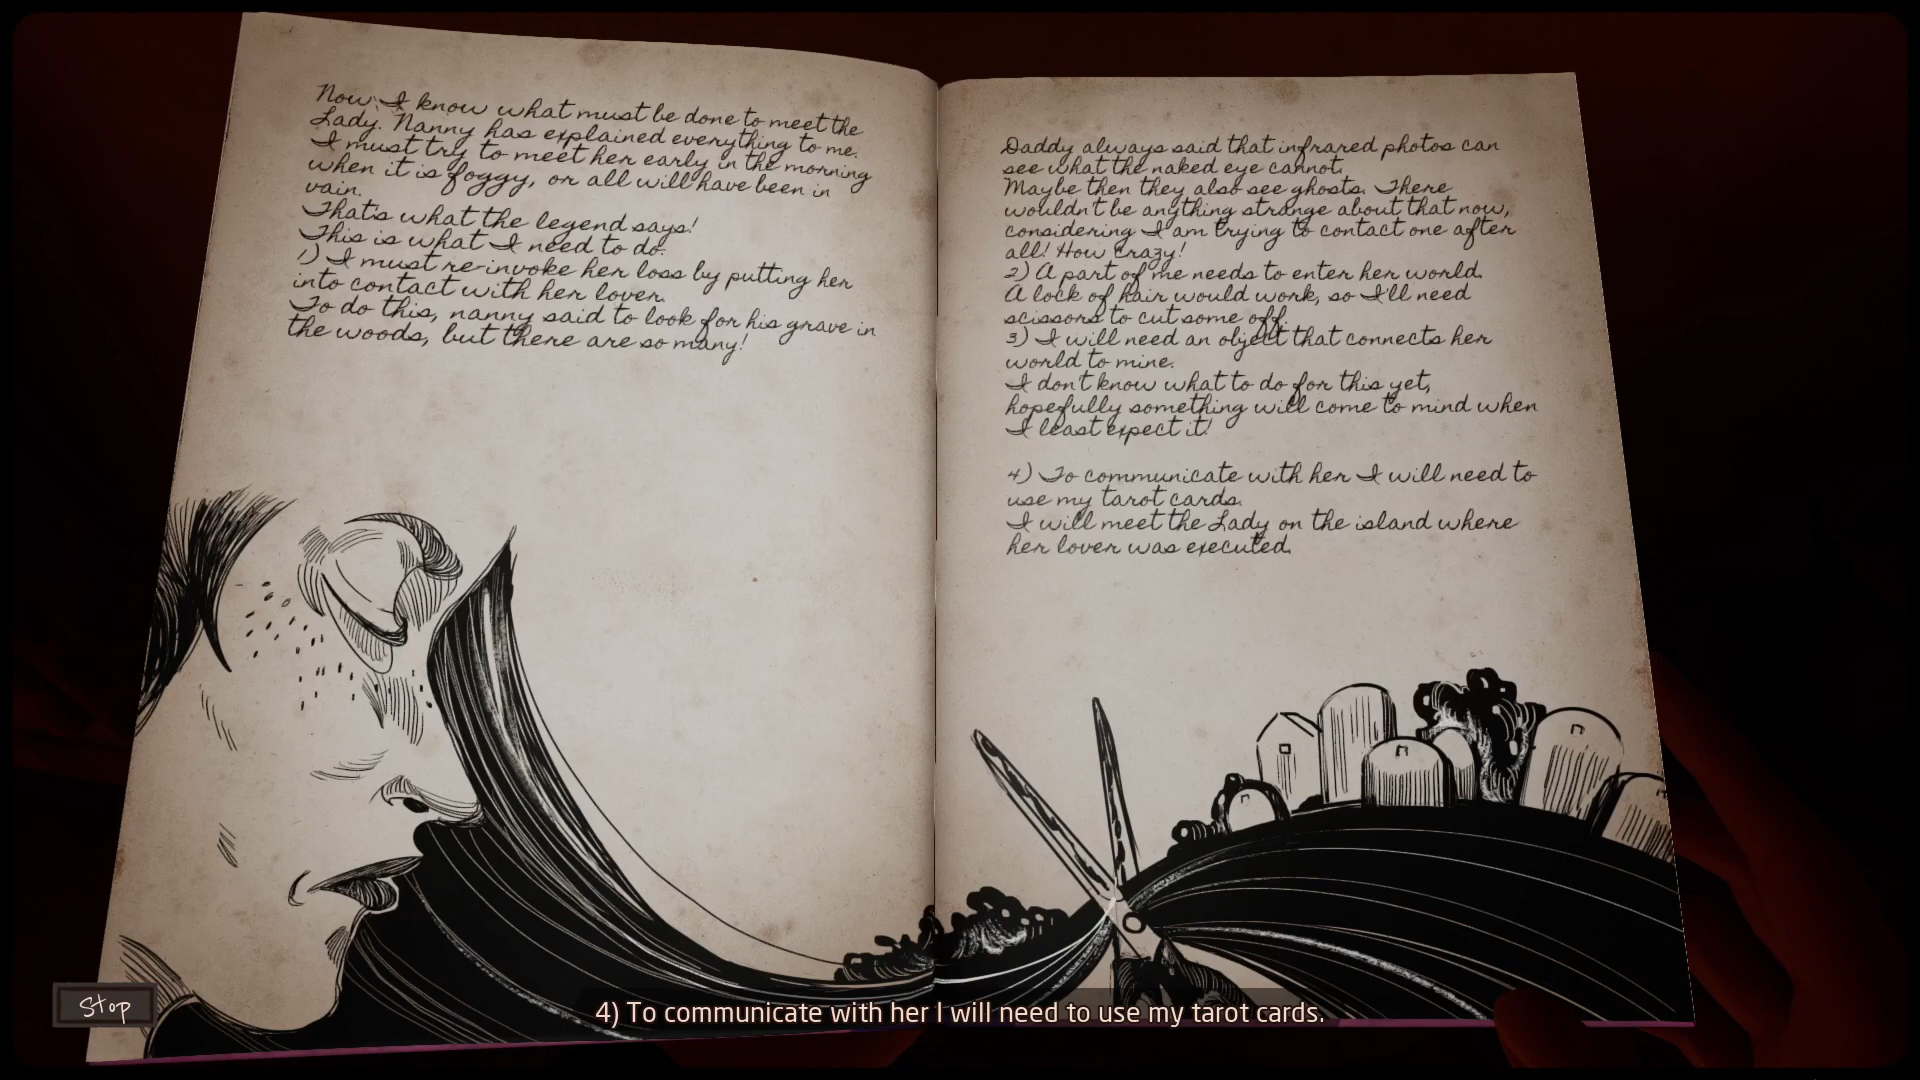 Now I know what must be done to meet the
Lady. Nanny has explained everything to me.
I must try to meet her early in the morning
when it is foggy, or all will have been in
vain.
That's what the legend says!
This is what I need to do:
1) I must re-invoke her loss by putting her
into contact with her lover.
To do this, nanny said to look for his grave in
the woods, but there are so many!
Daddy always said that infrared photos can
see what the naked eye cannot.
Maybe then they also see ghosts. There
wouldn't be anything strange about that now,
considering I am trying to contact one after
all! How crazy!
2) A part of me needs to enter her world.
A lock of hair would work, so I'll need
scissors to cut some off.
3) I will need an object that connects her
world to mine.
I don't know what to do for this yet,
hopefully something will come to mind when
I least expect it!
4) To communicate with her I will need to
use my tarot cards.
I will meet the Lady on the island where
her lover was executed.
Stop
4) To communicate with her I will need to use my tarot cards.